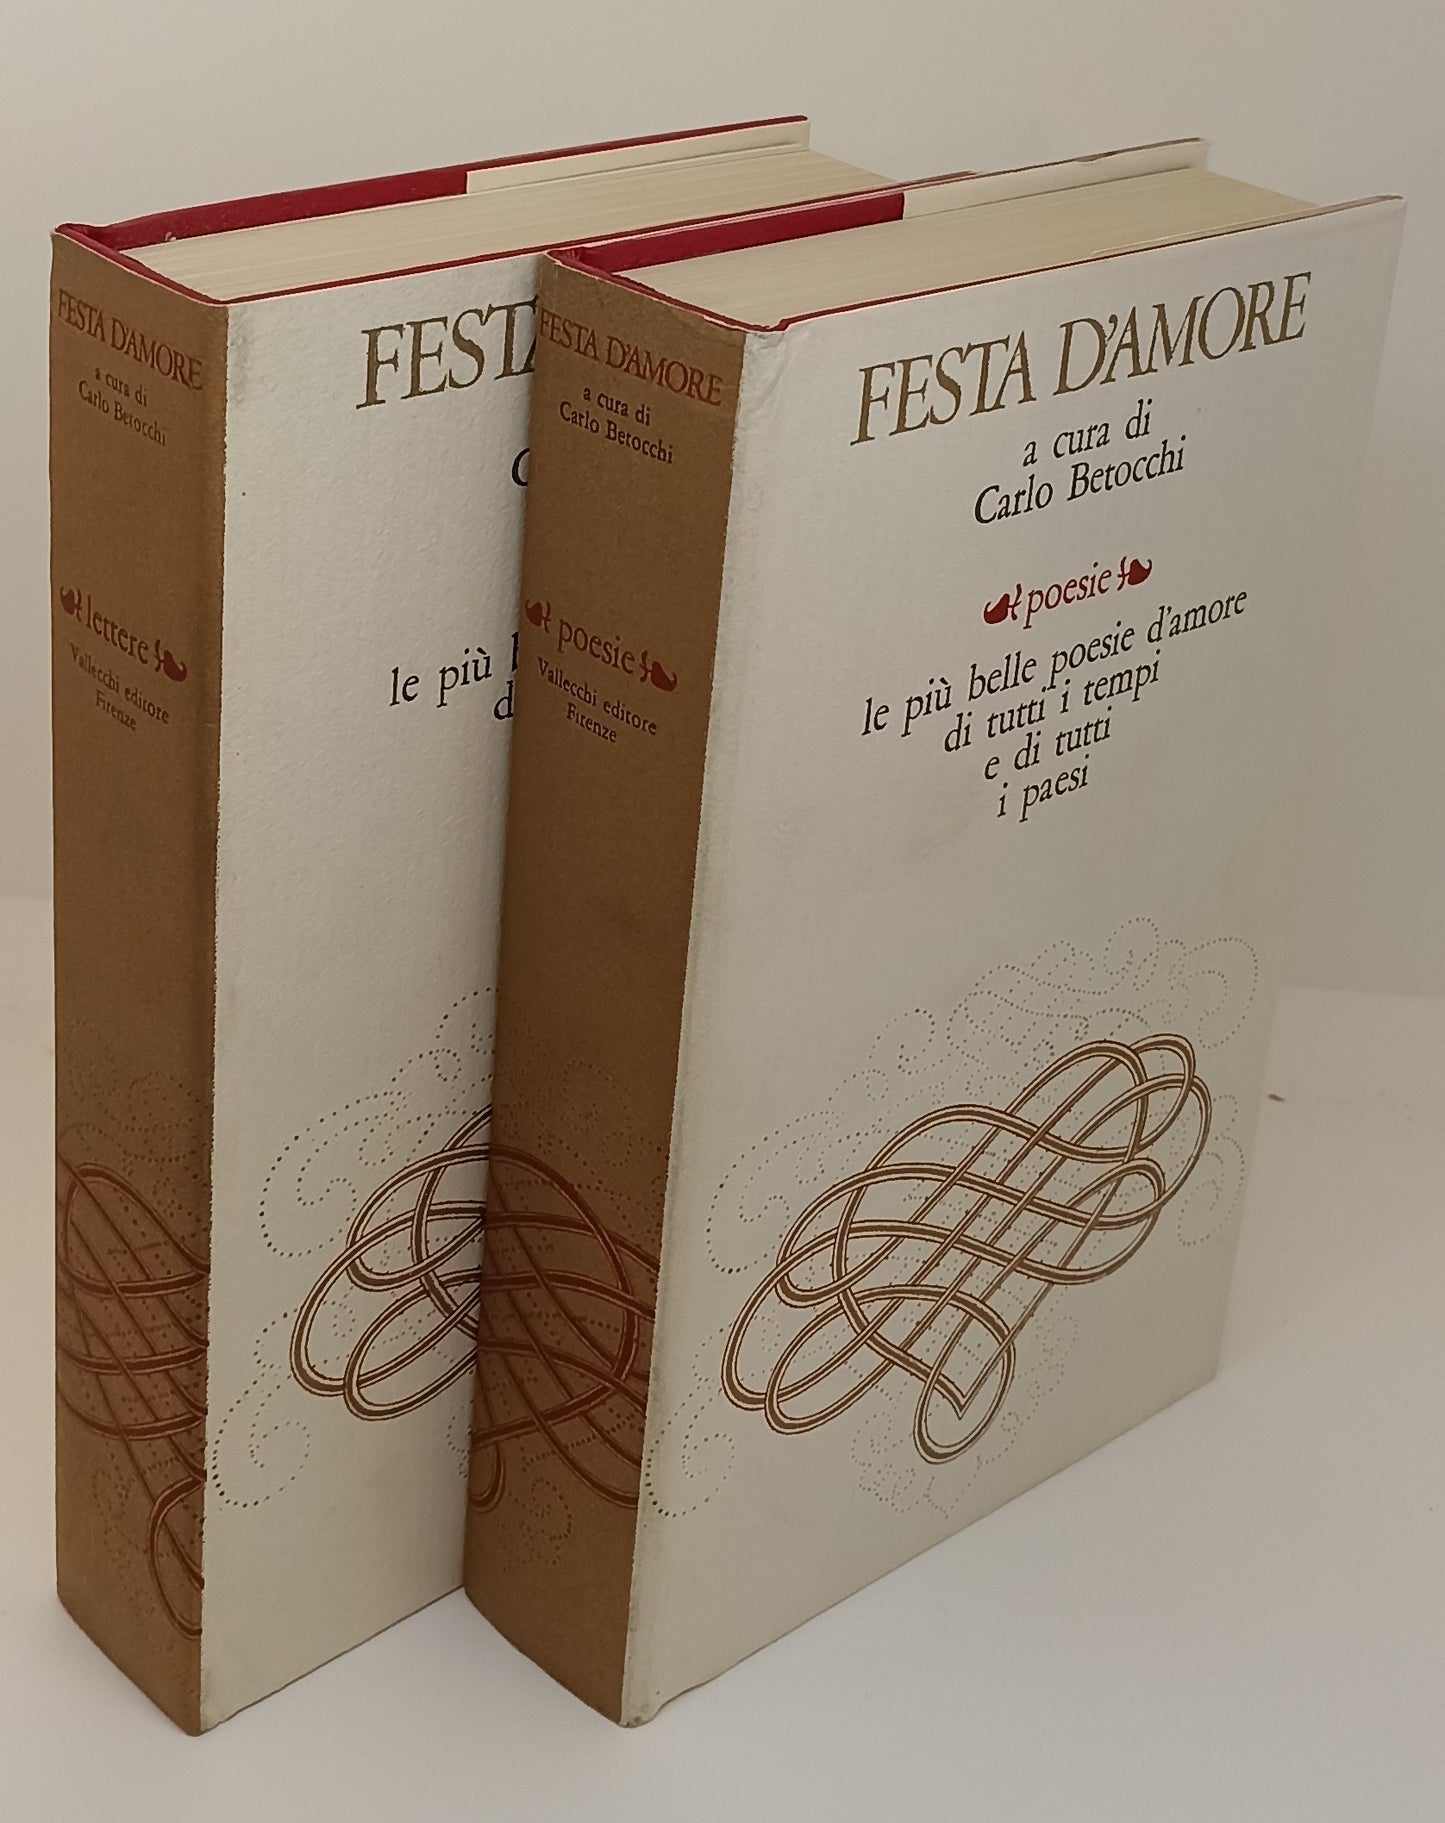 FESTA D'AMORE
a cura di
Carlo Betocchi
lettere
Vallecchi editore
Firenze
le più
FESTA D'AMORE
a cura di
Carlo Betocchi
poesie
Vallecchi editore
Firenze
FESTA D'AMORE
a cura di
Carlo Betocchi
poesie
le più belle poesie d'amore
di tutti i tempi
e di tutti
i paesi